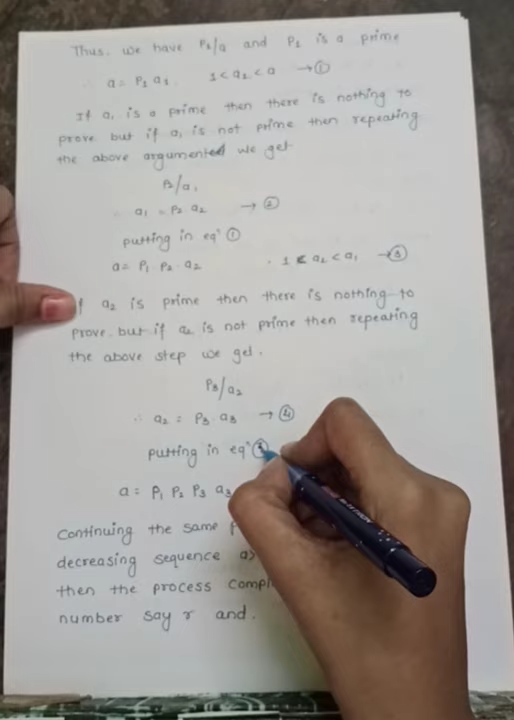 Thus. we have P1/a and P1 is a prime
∴ a = P1 a1. 1 < a1 < a → ①
If a1 is a prime then there is nothing to
prove but if a1 is not prime then repeating
the above argumented we get
P2/a1
∴ a1 = P2 a2 → ②
putting in eqⁿ ①
a = P1 P2 a2 . 1 < a2 < a1 → ③
If a2 is prime then there is nothing to
prove. but if a2 is not prime then repeating
the above step we get.
P3/a2
∴ a2 = P3 a3 → ④
putting in eqⁿ ③
a = P1 P2 P3 a3
Continuing the same
decreasing sequence
then the process
number say r and.